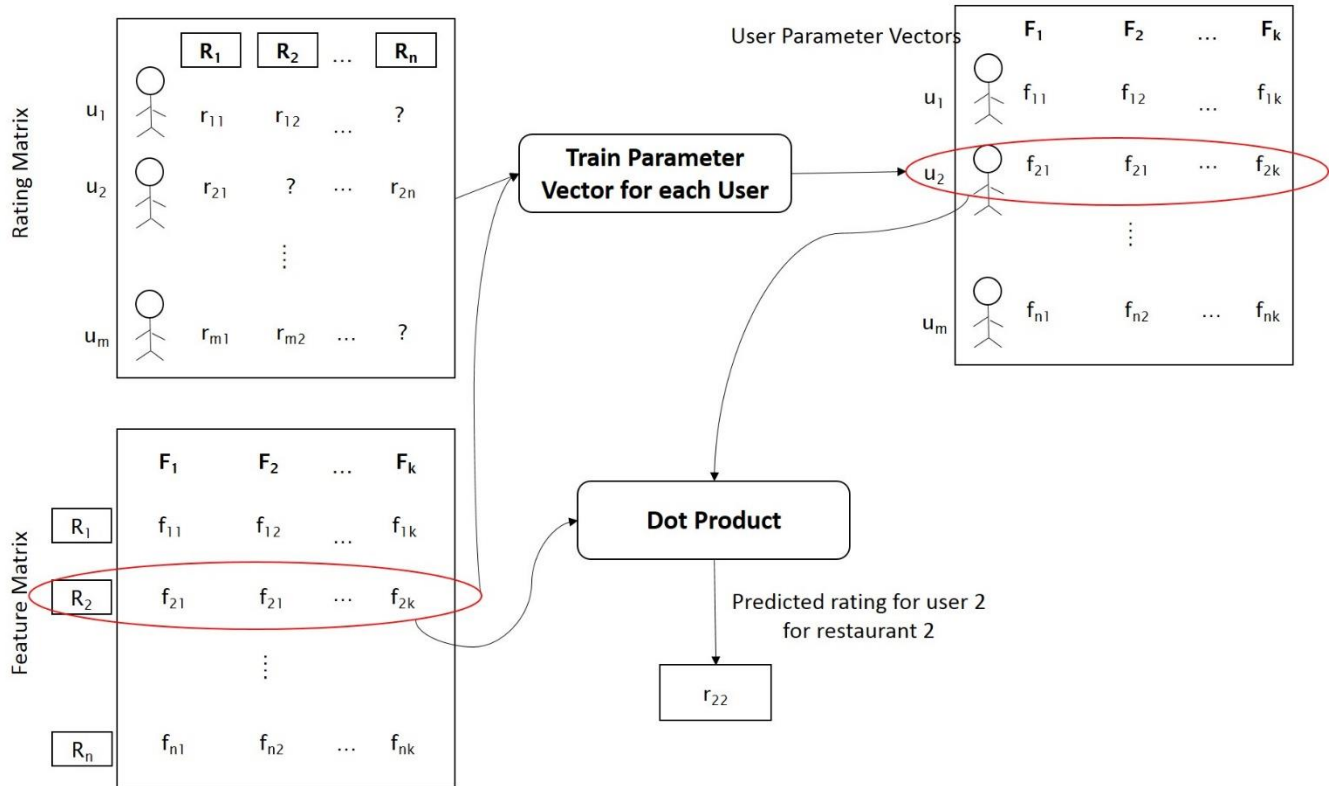 Rating Matrix
R₁ R₂ ... Rₙ
u₁ r₁₁ r₁₂ ... ?
u₂ r₂₁ ? ... r₂ₙ
⋮
uₘ rₘ₁ rₘ₂ ... ?
Train Parameter
Vector for each User
User Parameter Vectors
F₁ F₂ ... Fₖ
u₁ f₁₁ f₁₂ ... f₁ₖ
u₂ f₂₁ f₂₁ ... f₂ₖ
⋮
uₘ fₙ₁ fₙ₂ ... fₙₖ
Feature Matrix
F₁ F₂ ... Fₖ
R₁ f₁₁ f₁₂ ... f₁ₖ
R₂ f₂₁ f₂₁ ... f₂ₖ
⋮
Rₙ fₙ₁ fₙ₂ ... fₙₖ
Dot Product
Predicted rating for user 2
for restaurant 2
r₂₂